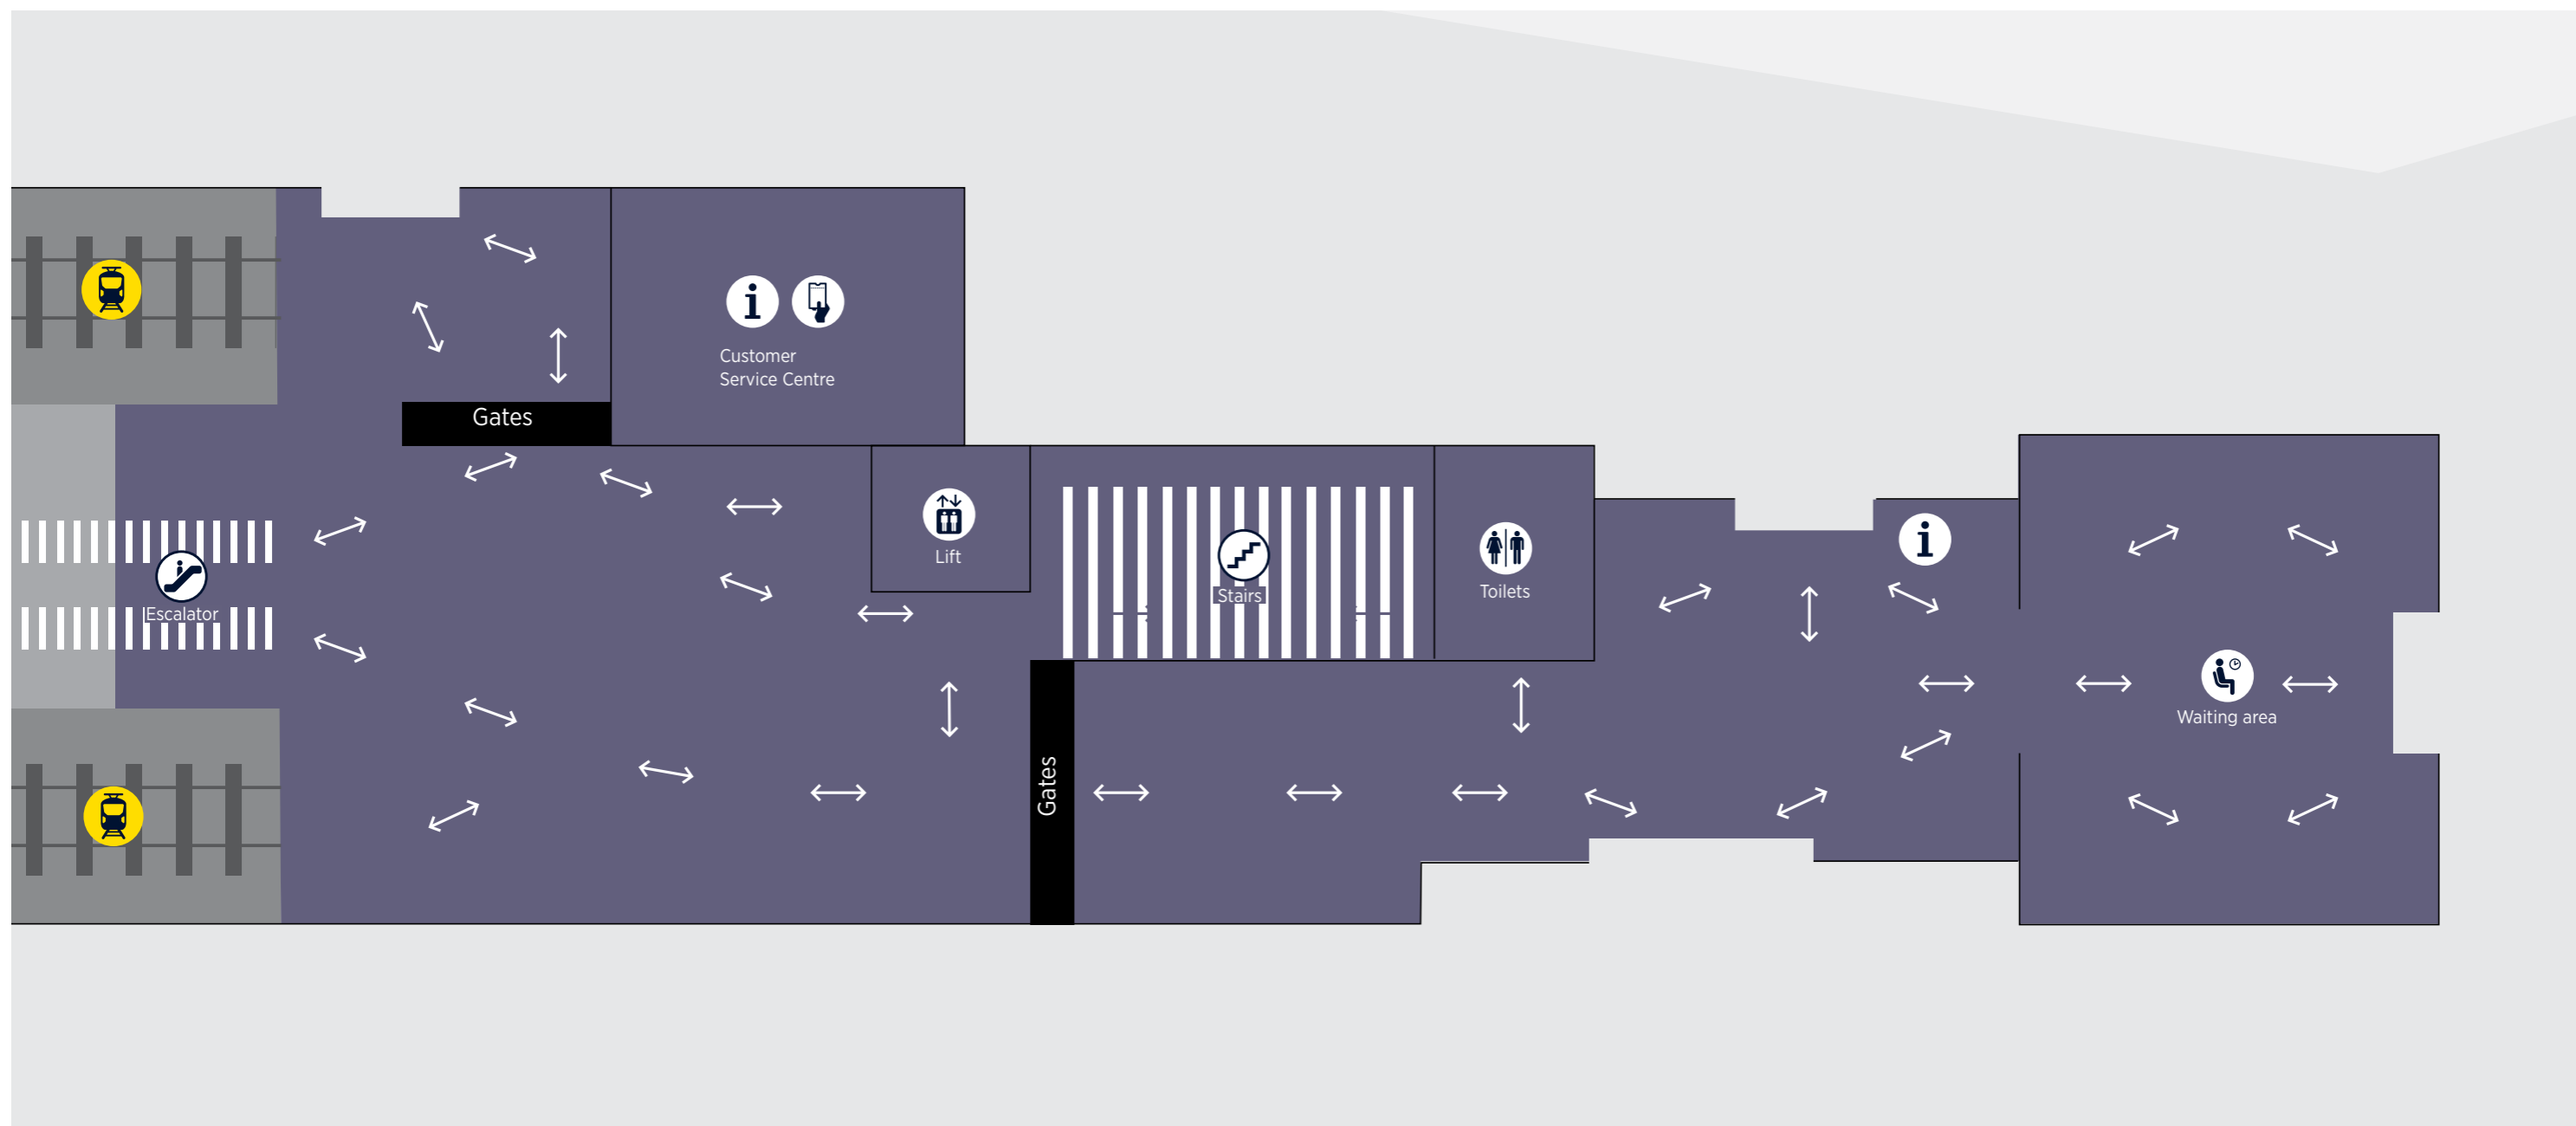 Customer
Service Centre
Gates
Lift
Stairs
Toilets
Escalator
Waiting area
Gates